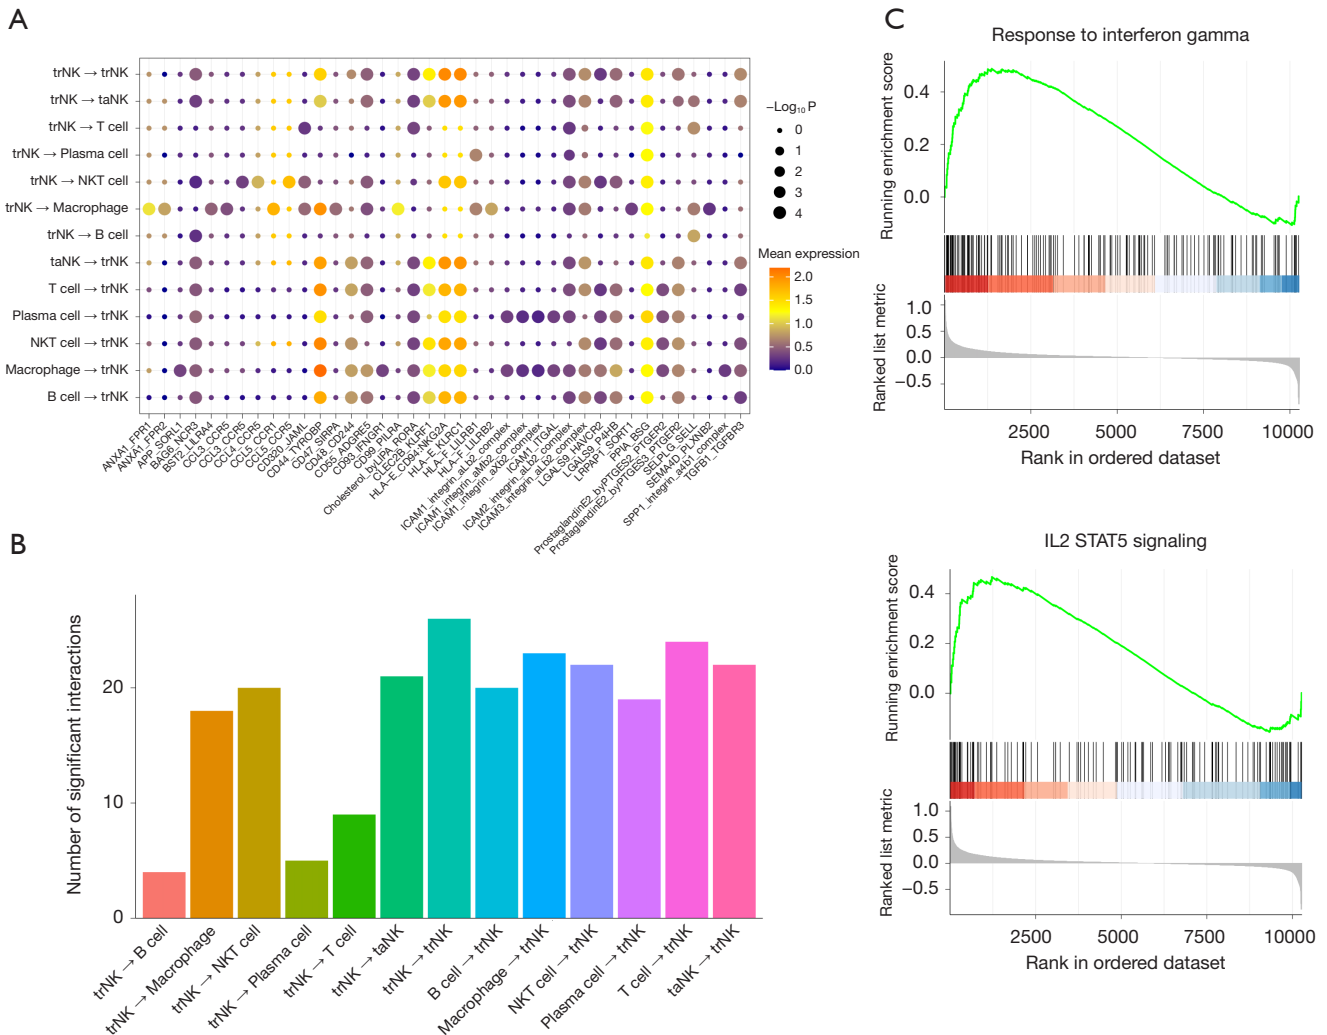 A
trNK → trNK
trNK → taNK
trNK → T cell
trNK → Plasma cell
trNK → NKT cell
trNK → Macrophage
trNK → B cell
taNK → trNK
T cell → trNK
Plasma cell → trNK
NKT cell → trNK
Macrophage → trNK
B cell → trNK
ANXA1_FPR1
ANXA1_FPR2
APP_SORL1
BAG6_NCR3
BST2_LILRA4
CCL3_CCR5
CCL3_CCR5
CCL4_CCR5
CCL5_CCR1
CCL5_CCR5
CD320_JAML
CD44_TYROBP
CD47_SIRPA
CD48_CD244
CD55_ADGRE5
CD93_IFNGR1
CD99_PILRA
Cholesterol_byLIPA_RORA
CLEC2B_KLRF1
HLA-E_CD94:NKG2A
HLA-E_KLRC1
HLA-F_LILRB1
HLA-F_LILRB2
ICAM1_integrin_aLb2_complex
ICAM1_integrin_aMb2_complex
ICAM1_integrin_aXb2_complex
ICAM1_ITGAL
ICAM2_integrin_aLb2_complex
ICAM3_integrin_aLb2_complex
LGALS9_HAVCR2
LGALS9_P4HB
LRPAP1_SORT1
PPIA_BSG
ProstaglandinE2_byPTGES2_PTGER2
ProstaglandinE2_byPTGES3_PTGER2
SELPLG_SELL
SEMA4D_PLXNB2
SPP1_integrin_a4b1_complex
TGFB1_TGFBR3
−Log10 P
0
1
2
3
4
Mean expression
2.0
1.5
1.0
0.5
0.0
B
Number of significant interactions
20
10
0
trNK → B cell
trNK → Macrophage
trNK → NKT cell
trNK → Plasma cell
trNK → T cell
trNK → taNK
trNK → trNK
B cell → trNK
Macrophage → trNK
NKT cell → trNK
Plasma cell → trNK
T cell → trNK
taNK → trNK
C
Response to interferon gamma
Running enrichment score
0.4
0.2
0.0
Ranked list metric
1.0
0.5
0.0
−0.5
2500
5000
7500
10000
Rank in ordered dataset
IL2 STAT5 signaling
Running enrichment score
0.4
0.2
0.0
Ranked list metric
1.0
0.5
0.0
−0.5
2500
5000
7500
10000
Rank in ordered dataset